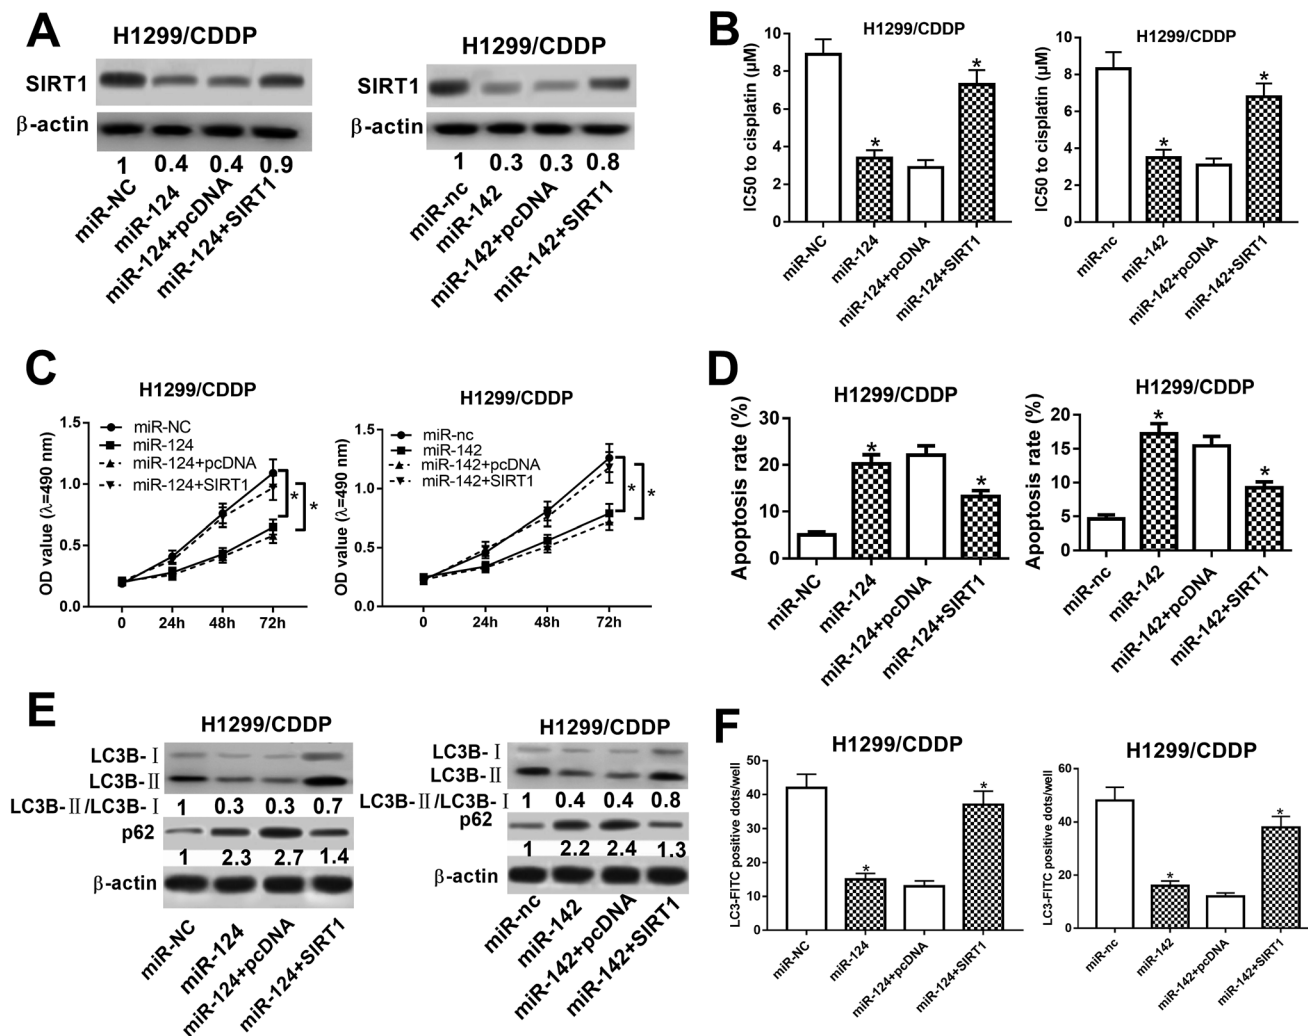 A
H1299/CDDP
SIRT1
β-actin
1 0.4 0.4 0.9
miR-NC
miR-124
miR-124+pcDNA
miR-124+SIRT1
H1299/CDDP
SIRT1
β-actin
1 0.3 0.3 0.8
miR-nc
miR-142
miR-142+pcDNA
miR-142+SIRT1
B
H1299/CDDP
IC50 to cisplatin (μM)
10
8
6
4
2
0
*
*
miR-NC
miR-124
miR-124+pcDNA
miR-124+SIRT1
H1299/CDDP
IC50 to cisplatin (μM)
10
8
6
4
2
0
*
*
miR-nc
miR-142
miR-142+pcDNA
miR-142+SIRT1
C
H1299/CDDP
OD value (λ=490 nm)
1.5
1.0
0.5
0.0
miR-NC
miR-124
miR-124+pcDNA
miR-124+SIRT1
*
*
0 24h 48h 72h
H1299/CDDP
OD value (λ=490 nm)
1.5
1.0
0.5
0.0
miR-nc
miR-142
miR-142+pcDNA
miR-142+SIRT1
*
*
0 24h 48h 72h
D
H1299/CDDP
Apoptosis rate (%)
30
20
10
0
*
*
miR-NC
miR-124
miR-124+pcDNA
miR-124+SIRT1
H1299/CDDP
Apoptosis rate (%)
20
15
10
5
0
*
*
miR-nc
miR-142
miR-142+pcDNA
miR-142+SIRT1
E
H1299/CDDP
LC3B-Ⅰ
LC3B-Ⅱ
LC3B-Ⅱ/LC3B-Ⅰ 1 0.3 0.3 0.7
p62
1 2.3 2.7 1.4
β-actin
miR-NC
miR-124
miR-124+pcDNA
miR-124+SIRT1
H1299/CDDP
LC3B-Ⅰ
LC3B-Ⅱ
LC3B-Ⅱ/LC3B-Ⅰ 1 0.4 0.4 0.8
p62
1 2.2 2.4 1.3
β-actin
miR-nc
miR-142
miR-142+pcDNA
miR-142+SIRT1
F
H1299/CDDP
LC3-FITC positive dots/well
50
40
30
20
10
0
*
*
miR-NC
miR-124
miR-124+pcDNA
miR-124+SIRT1
H1299/CDDP
LC3-FITC positive dots/well
60
40
20
0
*
*
miR-nc
miR-142
miR-142+pcDNA
miR-142+SIRT1